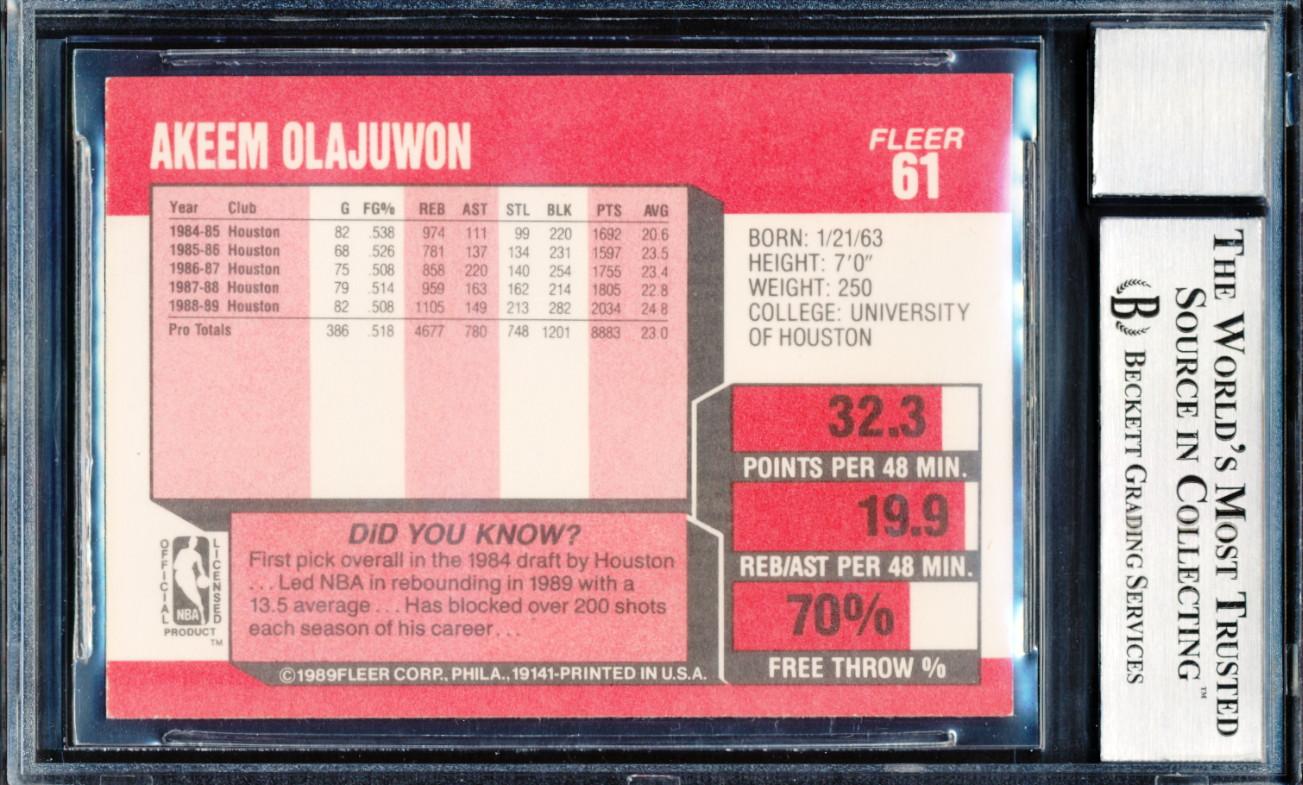 AKEEM OLAJUWON
FLEER
61
Year Club G FG% REB AST STL BLK PTS AVG
1984-85 Houston 82 .538 974 111 99 220 1692 20.6
1985-86 Houston 68 .526 781 137 134 231 1597 23.5
1986-87 Houston 75 .508 858 220 140 254 1755 23.4
1987-88 Houston 79 .514 959 163 162 214 1805 22.8
1988-89 Houston 82 .508 1105 149 213 282 2034 24.8
Pro Totals 386 .518 4677 780 748 1201 8883 23.0
BORN: 1/21/63
HEIGHT: 7'0"
WEIGHT: 250
COLLEGE: UNIVERSITY
OF HOUSTON
32.3
POINTS PER 48 MIN.
19.9
REB/AST PER 48 MIN.
70%
FREE THROW %
DID YOU KNOW?
First pick overall in the 1984 draft by Houston
...Led NBA in rebounding in 1989 with a
13.5 average...Has blocked over 200 shots
each season of his career...
OFFICIAL
LICENSED
NBA
PRODUCT
TM
©1989FLEER CORP., PHILA., 19141-PRINTED IN U.S.A.
THE WORLD'S MOST TRUSTED
SOURCE IN COLLECTING™
B BECKETT GRADING SERVICES